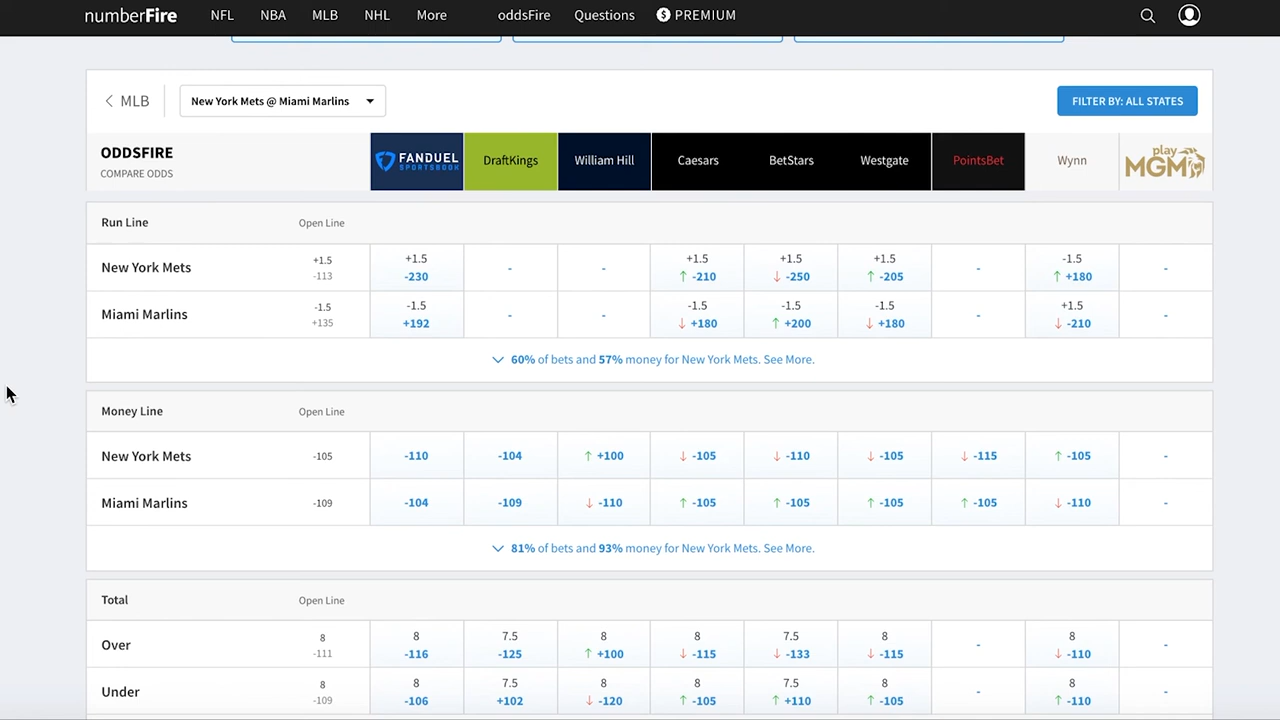 numberFire NFL NBA MLB NHL More oddsFire Questions $ PREMIUM
MLB New York Mets @ Miami Marlins FILTER BY: ALL STATES
ODDSFIRE
COMPARE ODDS
FANDUEL
SPORTSBOOK
DraftKings
William Hill
Caesars
BetStars
Westgate
PointsBet
Wynn
play
MGM
Run Line Open Line
New York Mets
+1.5 +1.5 - - +1.5 +1.5 +1.5 - -1.5 -
-113 -230 ↑ -210 ↓ -250 ↑ -205 ↑ +180
Miami Marlins
-1.5 -1.5 - - -1.5 -1.5 -1.5 - +1.5 -
+135 +192 ↓ +180 ↑ +200 ↓ +180 ↓ -210
60% of bets and 57% money for New York Mets. See More.
Money Line Open Line
New York Mets -105 -110 -104 ↑ +100 ↓ -105 ↓ -110 ↓ -105 ↓ -115 ↑ -105 -
Miami Marlins -109 -104 -109 ↓ -110 ↑ -105 ↑ -105 ↑ -105 ↑ -105 ↓ -110 -
81% of bets and 93% money for New York Mets. See More.
Total Open Line
Over
8 8 7.5 8 8 7.5 8 - 8 -
-111 -116 -125 ↑ +100 ↓ -115 ↓ -133 ↓ -115 ↓ -110
Under
8 8 7.5 8 8 7.5 8 - 8 -
-109 -106 +102 ↓ -120 ↑ -105 ↑ +110 ↑ -105 ↑ -110